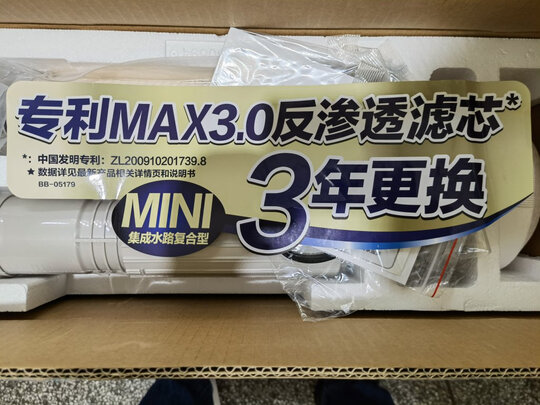 专利MAX3.0反渗透滤芯*
*：中国发明专利：ZL200910201739.8
★ 数据详见最新产品相关详情页和说明书
BB-05179
MINI
集成水路复合型
3年更换